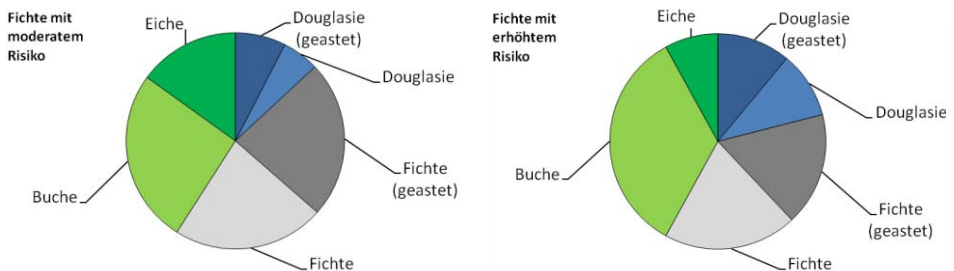 Fichte mit
moderatem
Risiko
Eiche
Douglasie
(geastet)
Douglasie
Fichte
(geastet)
Fichte
Buche
Fichte mit
erhöhtem
Risiko
Eiche
Douglasie
(geastet)
Douglasie
Fichte
(geastet)
Fichte
Buche